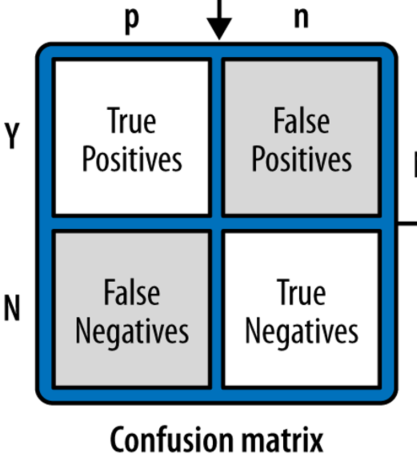 p n
Y
True
Positives
False
Positives
N
False
Negatives
True
Negatives
Confusion matrix